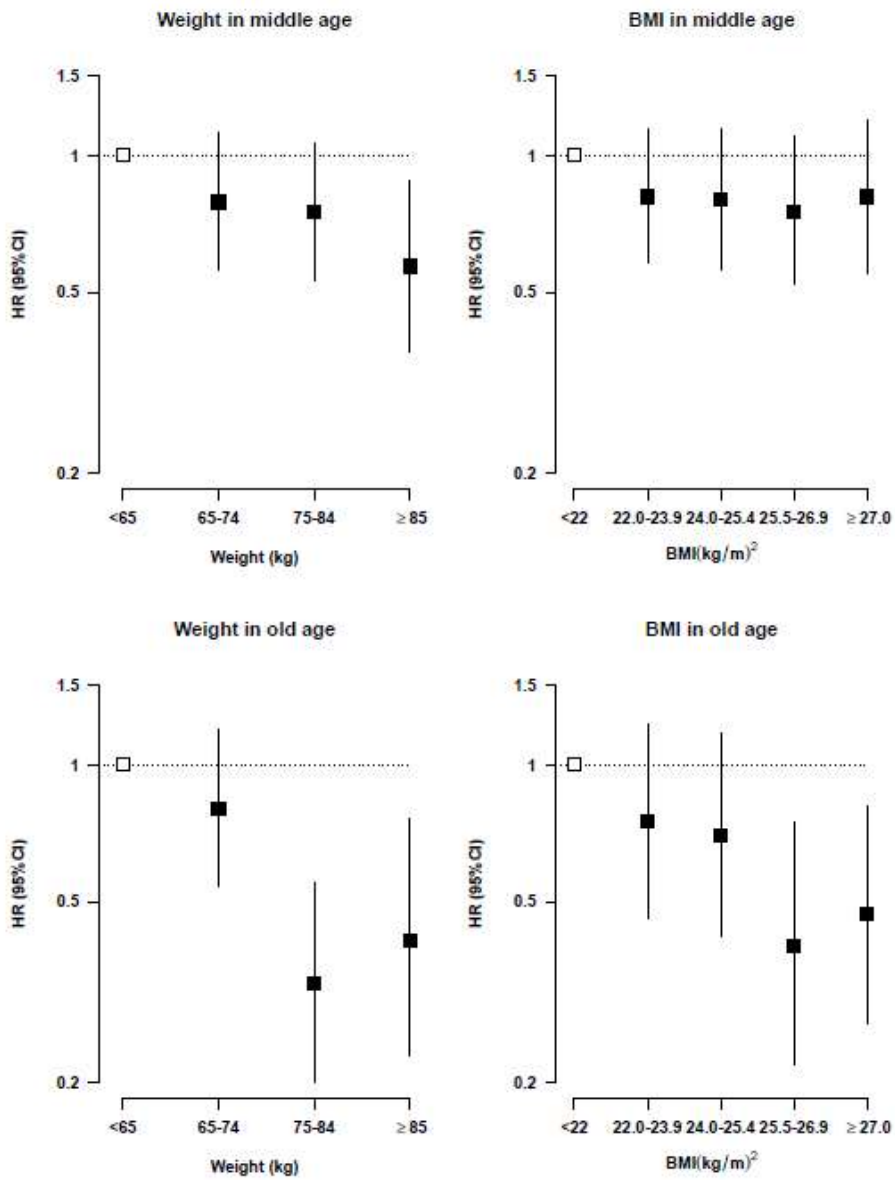 Weight in middle age
1.5
1
0.5
0.2
HR (95%CI)
<65 65-74 75-84 ≥85
Weight (kg)
BMI in middle age
1.5
1
0.5
0.2
HR (95%CI)
<22 22.0-23.9 24.0-25.4 25.5-26.9 ≥27.0
BMI(kg/m)²
Weight in old age
1.5
1
0.5
0.2
HR (95%CI)
<65 65-74 75-84 ≥85
Weight (kg)
BMI in old age
1.5
1
0.5
0.2
HR (95%CI)
<22 22.0-23.9 24.0-25.4 25.5-26.9 ≥27.0
BMI(kg/m)²